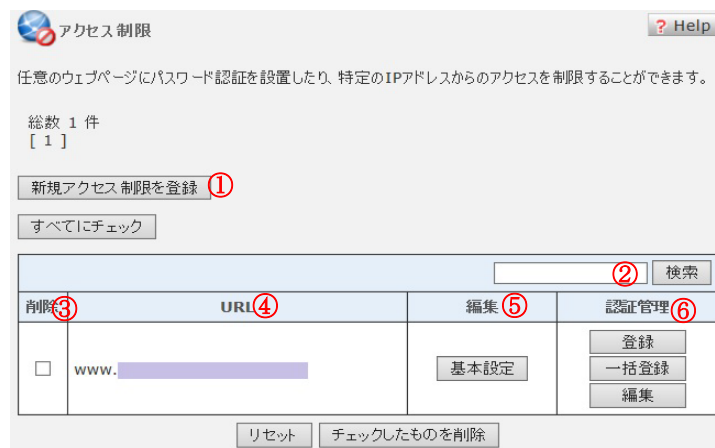 アクセス制限
? Help
任意のウェブページにパスワード認証を設置したり、特定のIPアドレスからのアクセスを制限することができます。
総数 1 件
[ 1 ]
新規アクセス制限を登録 ①
すべてにチェック
② 検索
削除 ③ URL ④ 編集 ⑤ 認証管理 ⑥
登録
www. 基本設定 一括登録
編集
リセット チェックしたものを削除